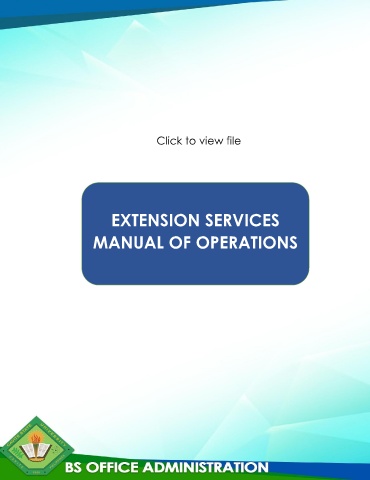 Click to view file
EXTENSION SERVICES
MANUAL OF OPERATIONS
BS OFFICE ADMINISTRATION